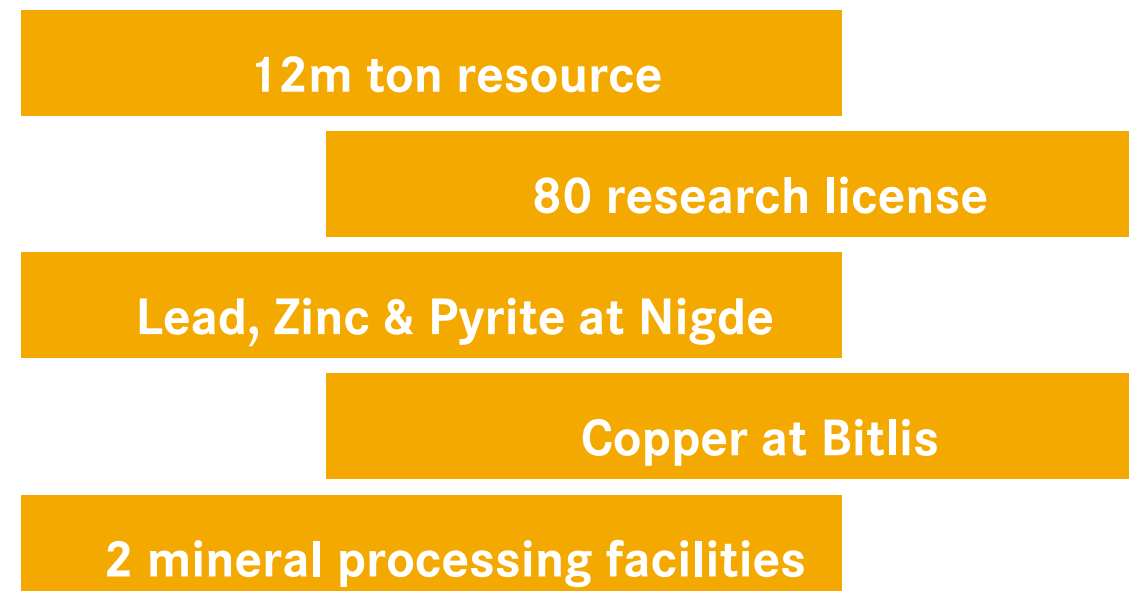 12m ton resource
80 research license
Lead, Zinc & Pyrite at Nigde
Copper at Bitlis
2 mineral processing facilities